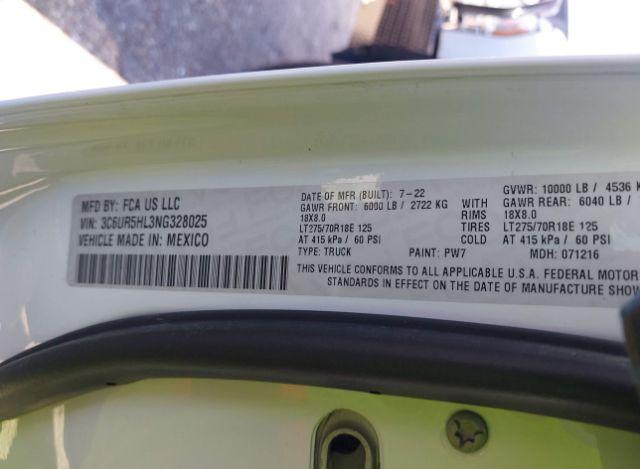 MFD BY: FCA US LLC
VIN: 3C6UR5HL3NG328025
VEHICLE MADE IN: MEXICO
DATE OF MFR (BUILT): 7-22
GAWR FRONT: 6000 LB / 2722 KG
18X8.0
LT275/70R18E 125
AT 415 kPa / 60 PSI
TYPE: TRUCK PAINT: PW7 MDH: 071216
WITH
RIMS
TIRES
COLD
GVWR: 10000 LB / 4536 K
GAWR REAR: 6040 LB /
18X8.0
LT275/70R18E 125
AT 415 kPa / 60 PSI
THIS VEHICLE CONFORMS TO ALL APPLICABLE U.S.A. FEDERAL MOTOR
STANDARDS IN EFFECT ON THE DATE OF MANUFACTURE SHOW